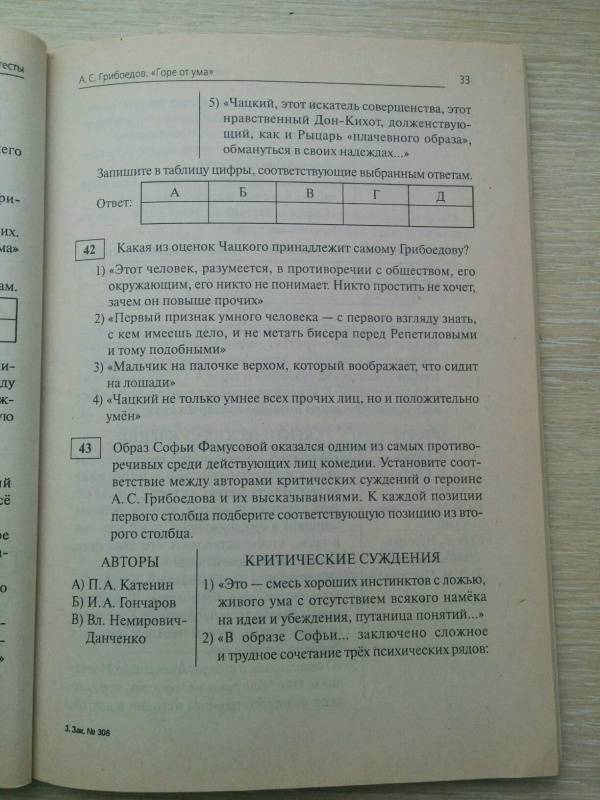 тесты
А. С. Грибоедов. «Горе от ума» 33
5) «Чацкий, этот искатель совершенства, этот
нравственный Дон-Кихот, долженствую-
щий, как и Рыцарь «плачевного образа»,
обмануться в своих надеждах...»
Запишите в таблицу цифры, соответствующие выбранным ответам.
Ответ:
А Б В Г Д
42 Какая из оценок Чацкого принадлежит самому Грибоедову?
1) «Этот человек, разумеется, в противоречии с обществом, его
окружающим, его никто не понимает. Никто простить не хочет,
зачем он повыше прочих»
2) «Первый признак умного человека — с первого взгляду знать,
с кем имеешь дело, и не метать бисера перед Репетиловыми
и тому подобными»
3) «Мальчик на палочке верхом, который воображает, что сидит
на лошади»
4) «Чацкий не только умнее всех прочих лиц, но и положительно
умён»
43 Образ Софьи Фамусовой оказался одним из самых противо-
речивых среди действующих лиц комедии. Установите соот-
ветствие между авторами критических суждений о героине
А. С. Грибоедова и их высказываниями. К каждой позиции
первого столбца подберите соответствующую позицию из вто-
рого столбца.
АВТОРЫ
А) П. А. Катенин
Б) И. А. Гончаров
В) Вл. Немирович-
Данченко
КРИТИЧЕСКИЕ СУЖДЕНИЯ
1) «Это — смесь хороших инстинктов с ложью,
живого ума с отсутствием всякого намёка
на идеи и убеждения, путаница понятий...»
2) «В образе Софьи... заключено сложное
и трудное сочетание трёх психических рядов:
3. Зак. № 308